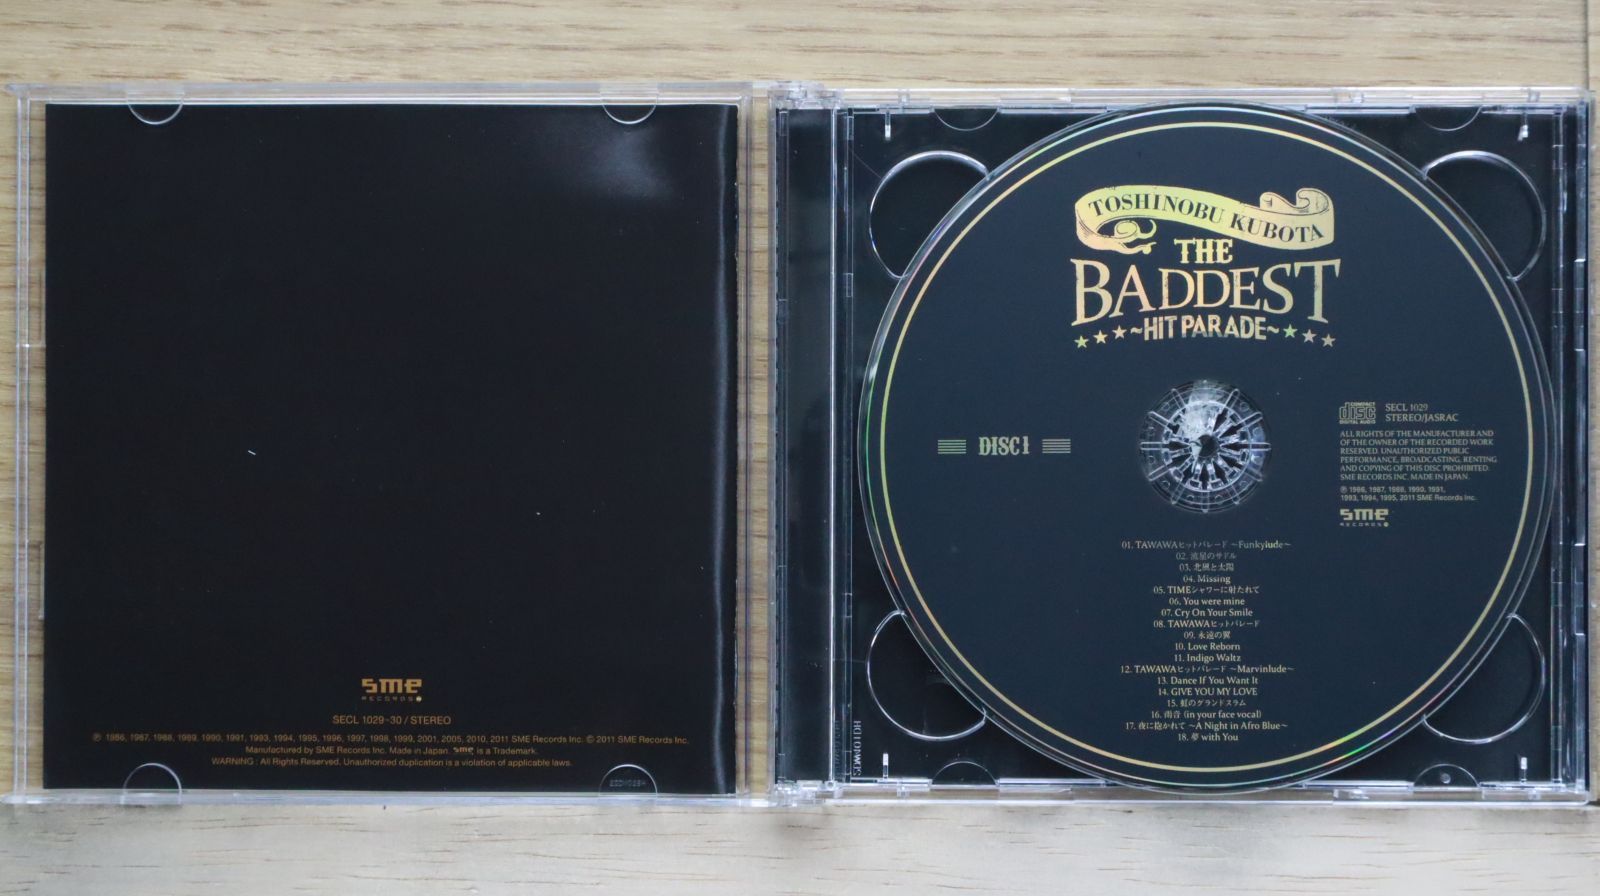 sme
RECORDS
SECL 1029-30 / STEREO
℗ 1986, 1987, 1988, 1989, 1990, 1991, 1993, 1994, 1995, 1996, 1997, 1998, 1999, 2001, 2005, 2010, 2011 SME Records Inc. © 2011 SME Records Inc.
Manufactured by SME Records Inc. Made in Japan. sme is a Trademark.
WARNING : All Rights Reserved. Unauthorized duplication is a violation of applicable laws.
TOSHINOBU KUBOTA
THE
BADDEST
~HIT PARADE~
DISC 1
COMPACT
disc
DIGITAL AUDIO
SECL 1029
STEREO/JASRAC
ALL RIGHTS OF THE MANUFACTURER AND
OF THE OWNER OF THE RECORDED WORK
RESERVED. UNAUTHORIZED PUBLIC
PERFORMANCE, BROADCASTING, RENTING
AND COPYING OF THIS DISC PROHIBITED.
SME RECORDS INC. MADE IN JAPAN.
℗ 1986, 1987, 1988, 1990, 1991,
1993, 1994, 1995, 2011 SME Records Inc.
sme
RECORDS
01. TAWAWAヒットパレード ～Funkylude～
02. 流星のサドル
03. 北風と太陽
04. Missing
05. TIMEシャワーに射たれて
06. You were mine
07. Cry On Your Smile
08. TAWAWAヒットパレード
09. 永遠の翼
10. Love Reborn
11. Indigo Waltz
12. TAWAWAヒットパレード ～Marvinlude～
13. Dance If You Want It
14. GIVE YOU MY LOVE
15. 虹のグランドスラム
16. 雨音 (in your face vocal)
17. 夜に抱かれて ～A Night in Afro Blue～
18. 夢 with You